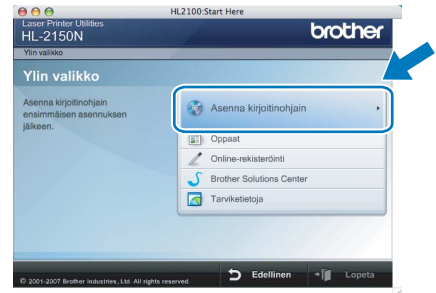 HL2100:Start Here
Laser Printer Utilities
HL-2150N
brother
Ylin valikko
Ylin valikko
Asenna kirjoitinohjain
ensimmäisen asennuksen
jälkeen.
Asenna kirjoitinohjain
Oppaat
Online-rekisteröinti
Brother Solutions Center
Tarviketietoja
© 2001-2007 Brother Industries, Ltd. All rights reserved.
Edellinen
Lopeta